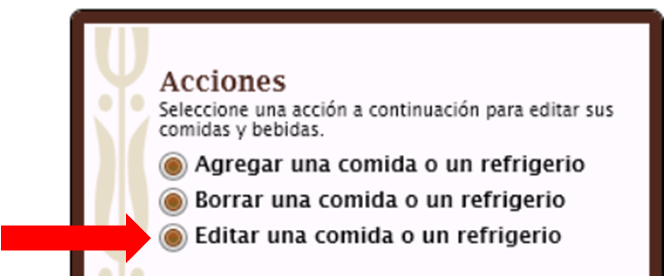 Acciones
Seleccione una acción a continuación para editar sus
comidas y bebidas.
Agregar una comida o un refrigerio
Borrar una comida o un refrigerio
Editar una comida o un refrigerio